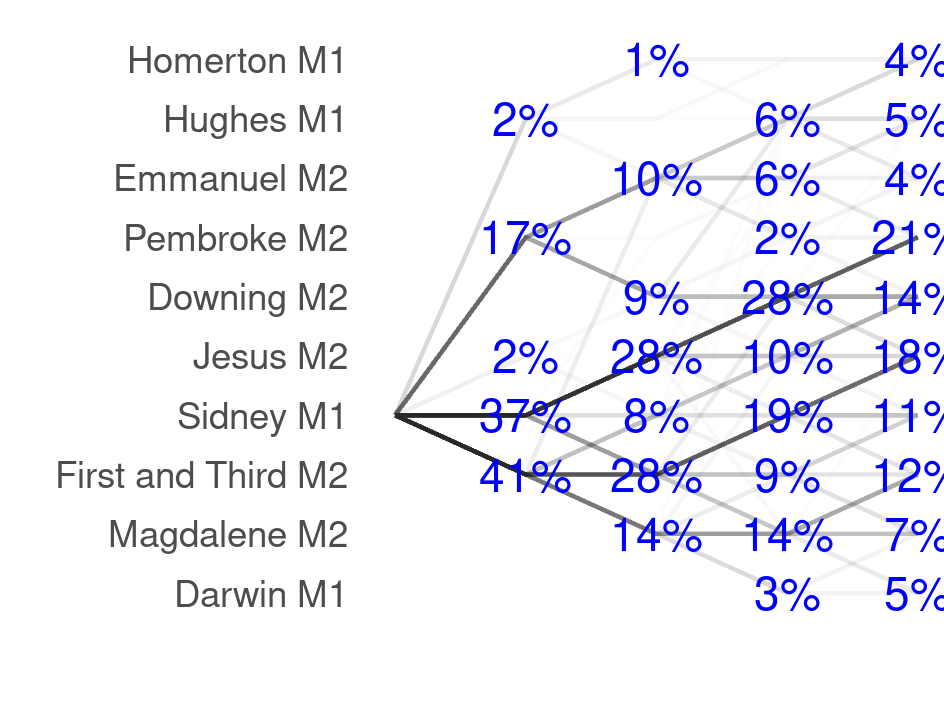 Homerton M1 1% 4%
Hughes M1 2% 6% 5%
Emmanuel M2 10% 6% 4%
Pembroke M2 17% 2% 21%
Downing M2 9% 28% 14%
Jesus M2 2% 28% 10% 18%
Sidney M1 37% 8% 19% 11%
First and Third M2 41% 28% 9% 12%
Magdalene M2 14% 14% 7%
Darwin M1 3% 5%